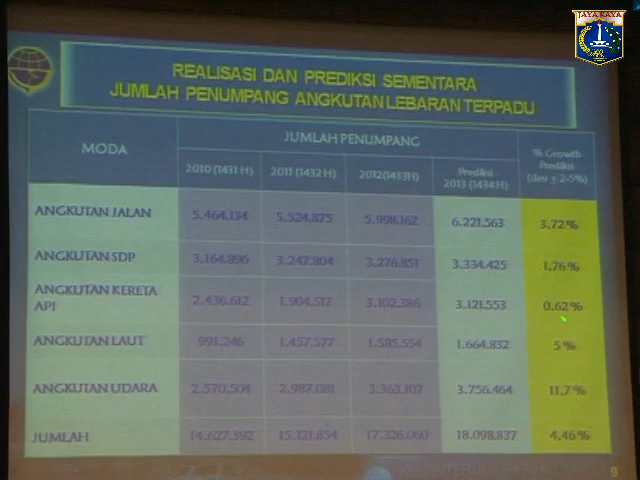 JAYA RAYA
REALISASI DAN PREDIKSI SEMENTARA
JUMLAH PENUMPANG ANGKUTAN LEBARAN TERPADU
MODA
JUMLAH PENUMPANG
% Growth
Prediksi
(dev ± 2-5%)
2010 (1431 H)
2011 (1432 H)
2012(1433H)
Prediksi
2013 (1434 H)
ANGKUTAN JALAN 5.464.134 5.524.875 5.998.162 6.221.563 3,72 %
ANGKUTAN SDP 3.164.896 3.247.804 3.276.851 3.334.425 1,76 %
ANGKUTAN KERETA
API 2.436.612 1.904.517 3.102.386 3.121.553 0.62 %
ANGKUTAN LAUT 991.246 1.457.577 1.585.554 1.664.832 5 %
ANGKUTAN UDARA 2.570.504 2.987.081 3.363.107 3.756.464 11,7 %
JUMLAH 14.627.392 15.121.854 17.326.060 18.098.837 4,46 %
9